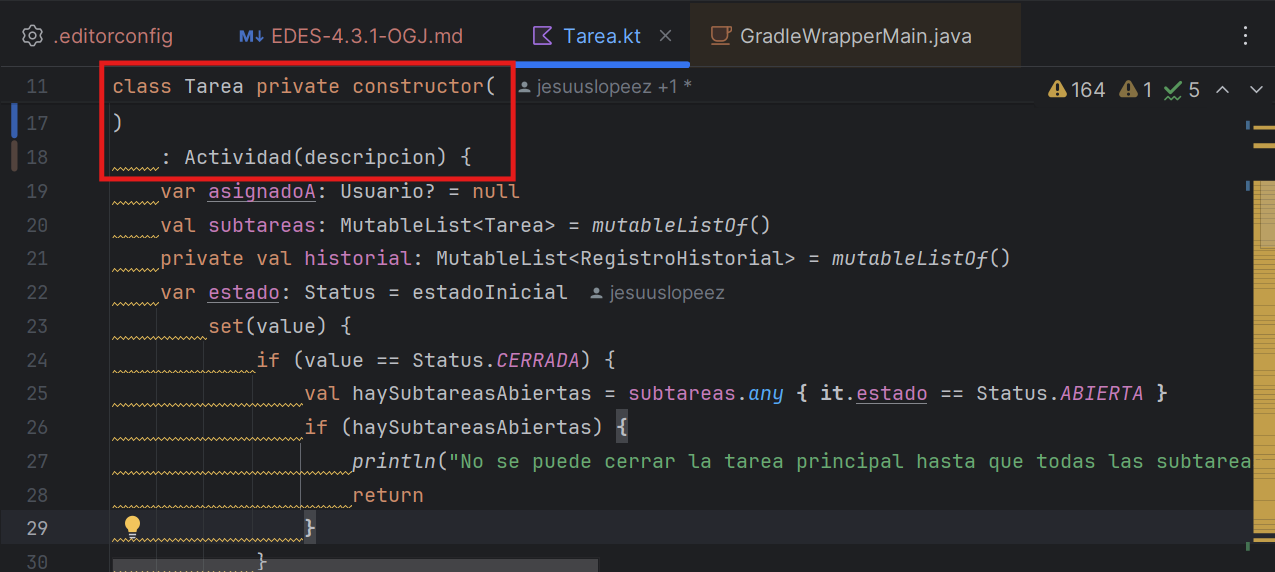 .editorconfig EDES-4.3.1-OGJ.md Tarea.kt GradleWrapperMain.java
11 class Tarea private constructor( jesuuslopeez +1 * 164 1 5
17 )
18 : Actividad(descripcion) {
19 var asignadoA: Usuario? = null
20 val subtareas: MutableList<Tarea> = mutableListOf()
21 private val historial: MutableList<RegistroHistorial> = mutableListOf()
22 var estado: Status = estadoInicial jesuuslopeez
23 set(value) {
24 if (value == Status.CERRADA) {
25 val haySubtareasAbiertas = subtareas.any { it.estado == Status.ABIERTA }
26 if (haySubtareasAbiertas) {
27 println("No se puede cerrar la tarea principal hasta que todas las subtarea
28 return
29 }
30 }